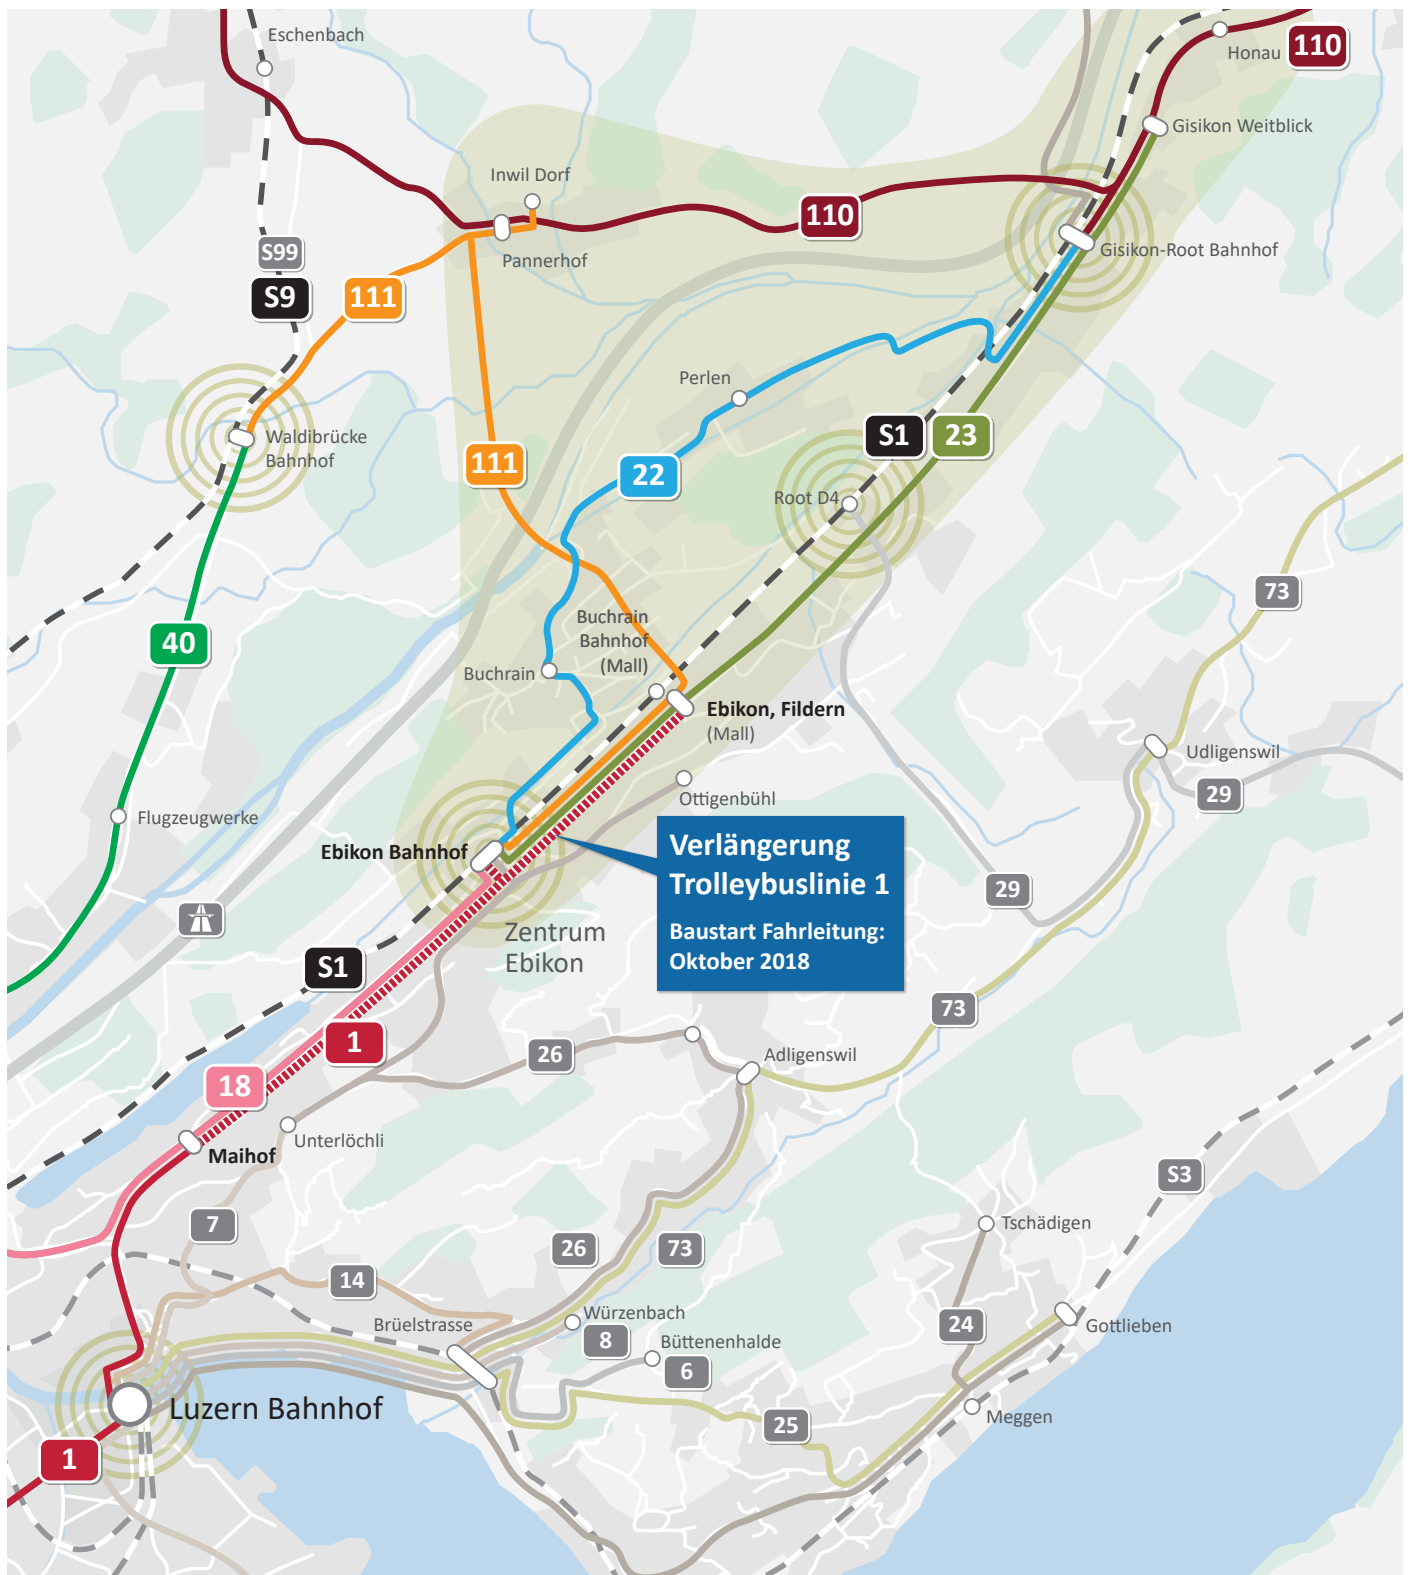 Eschenbach
Honau
110
Gisikon Weitblick
Inwil Dorf
110
Pannerhof
Gisikon-Root Bahnhof
S99
S9
111
Perlen
Waldibrücke
Bahnhof
S1
23
111
22
Root D4
73
40
Buchrain
Bahnhof
(Mall)
Buchrain
Ebikon, Fildern
(Mall)
Udligenswil
29
Ottigenbühl
Flugzeugwerke
Ebikon Bahnhof
Verlängerung
Trolleybuslinie 1
Baustart Fahrleitung:
Oktober 2018
29
Zentrum
Ebikon
S1
73
1
26
Adligenswil
18
Unterlöchli
Maihof
S3
7
Tschädigen
26
73
14
Würzenbach
8
Brüelstrasse
Büttenenhalde
6
24
Gottlieben
Luzern Bahnhof
25
Meggen
1